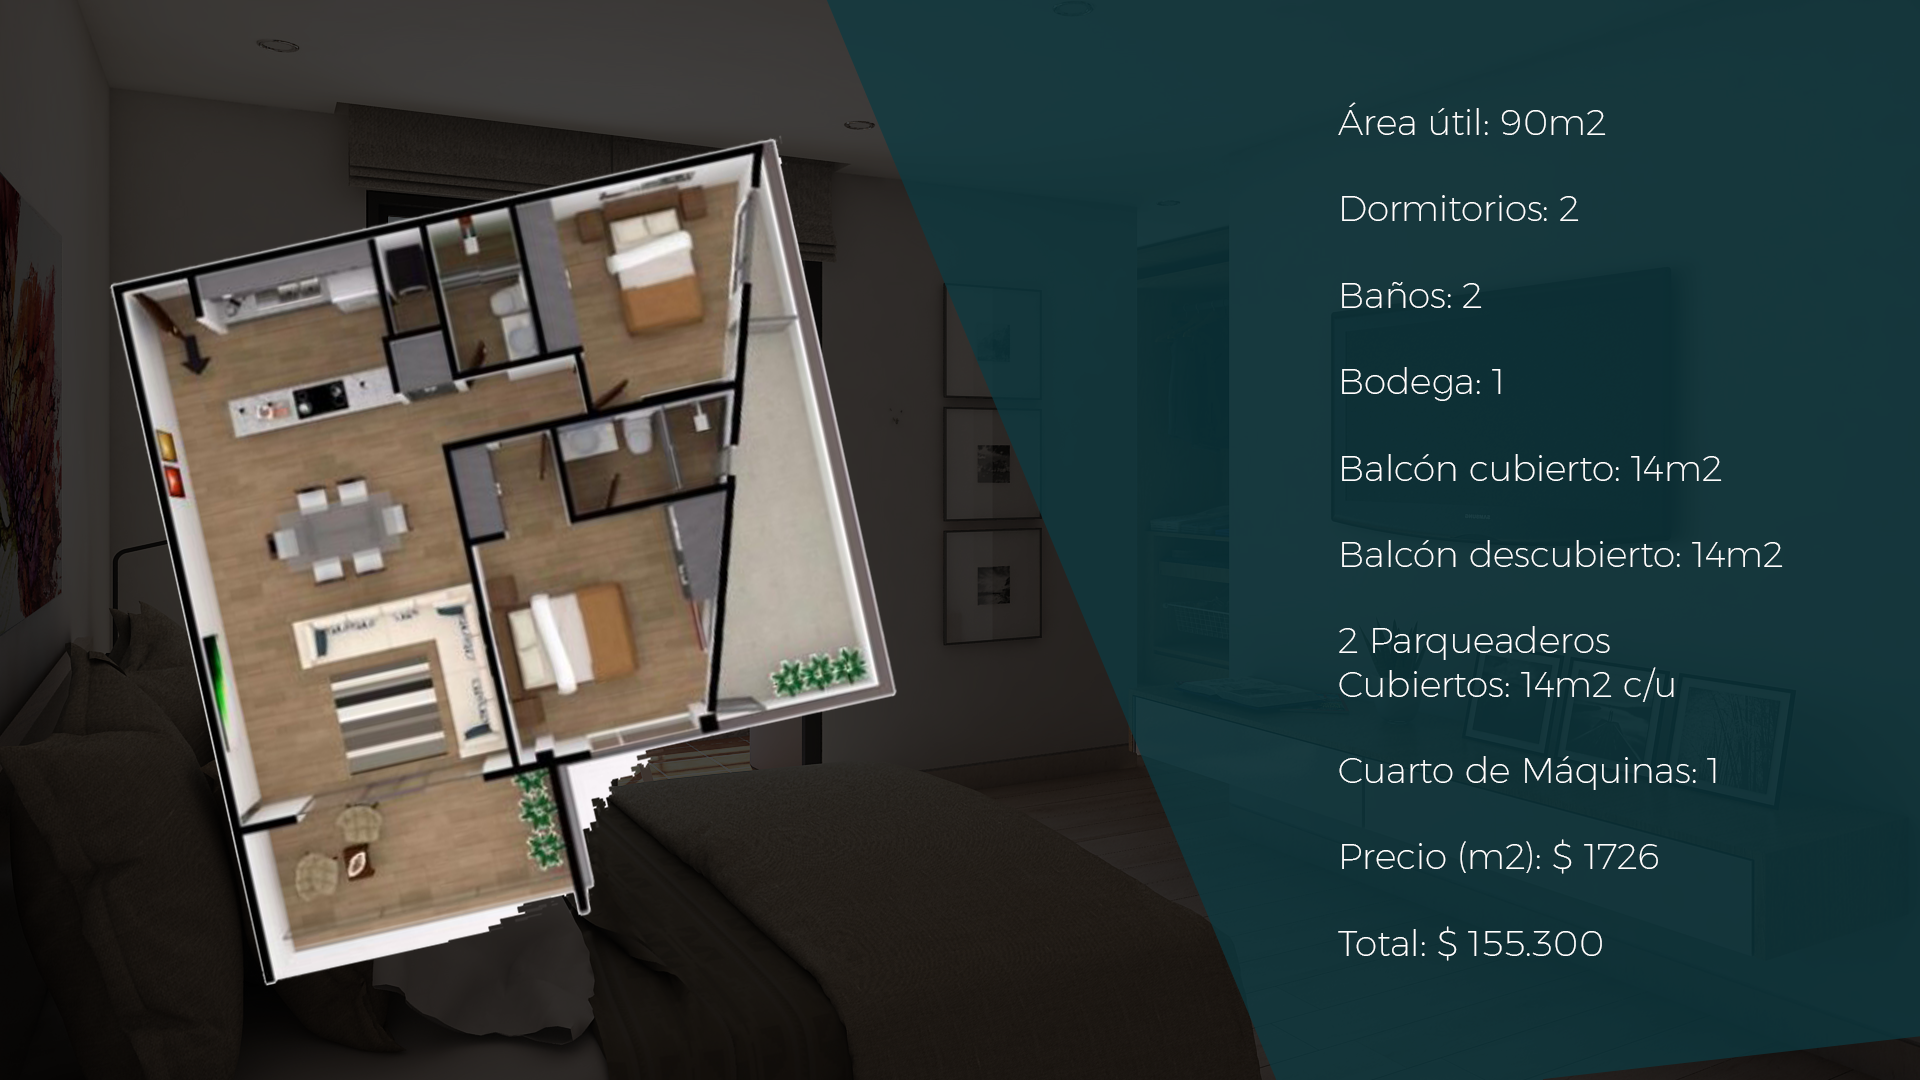 Área útil: 90m2
Dormitorios: 2
Baños: 2
Bodega: 1
Balcón cubierto: 14m2
Balcón descubierto: 14m2
2 Parqueaderos
Cubiertos: 14m2 c/u
Cuarto de Máquinas: 1
Precio (m2): $ 1726
Total: $ 155.300